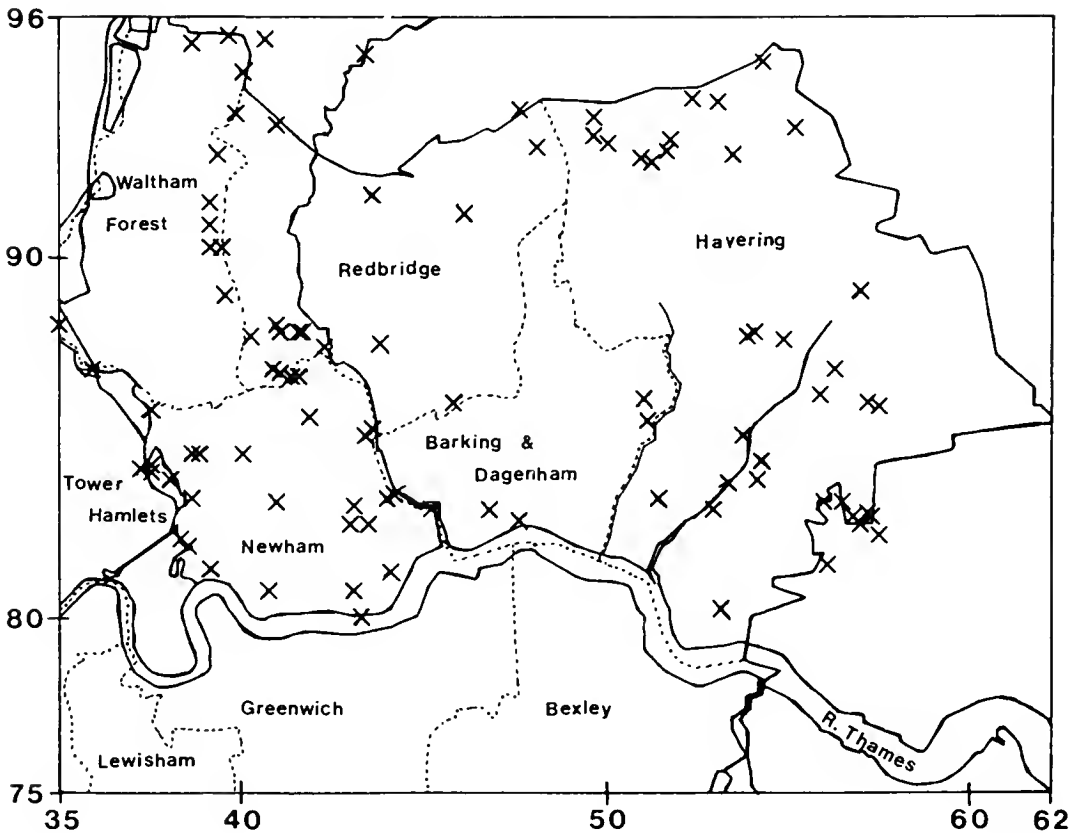 96
Waltham
Forest
90
Redbridge
Havering
Barking &
Dagenham
Tower
Hamlets
Newham
80
Greenwich
Bexley
R. Thames
Lewisham
75
35
40
50
60
62